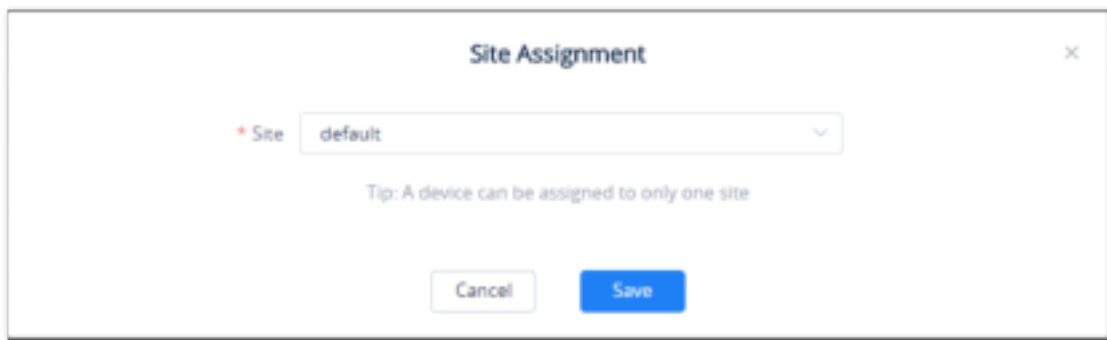 Site Assignment
* Site default
Tip: A device can be assigned to only one site
Cancel Save